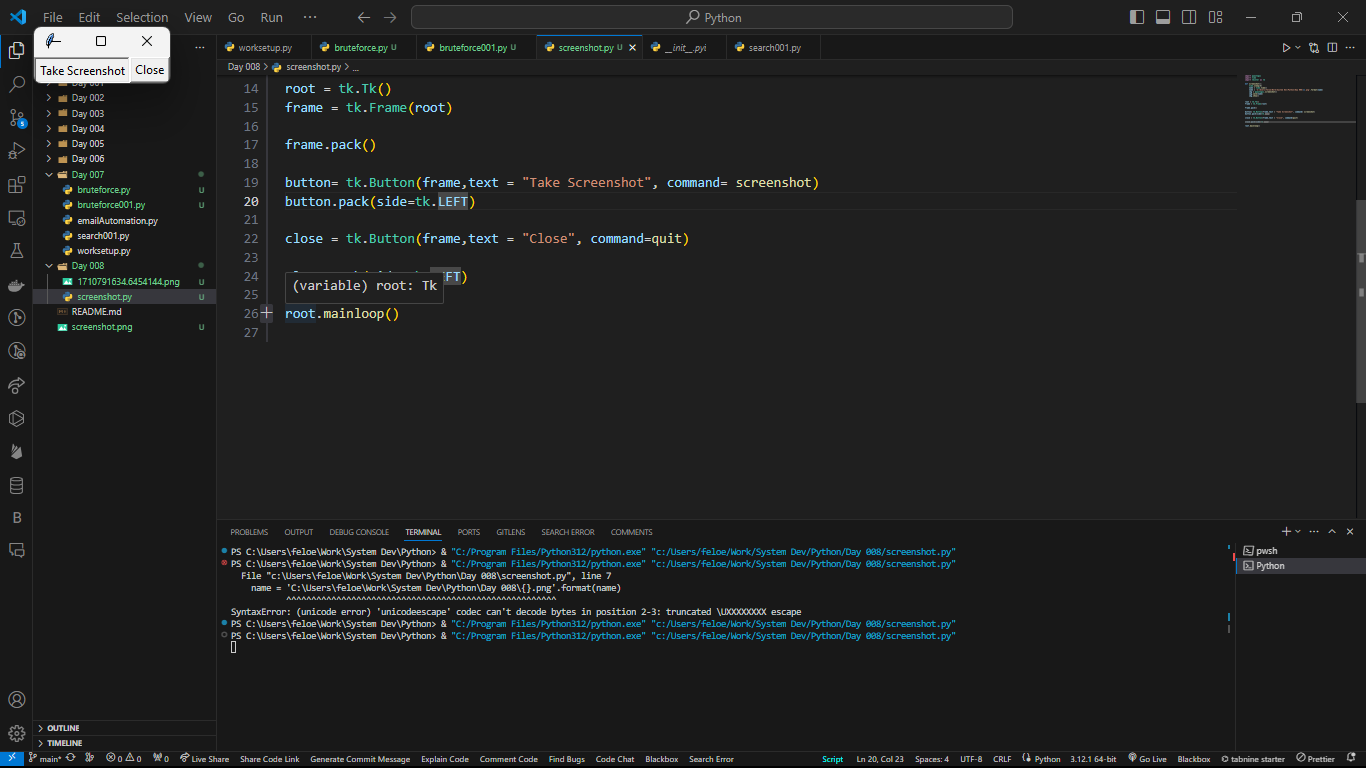 File Edit Selection View Go Run ··· Python
Take Screenshot Close
worksetup.py bruteforce.py U bruteforce001.py U screenshot.py U __init__.pyi search001.py
Day 008 > screenshot.py > ...
Day 001
Day 002
Day 003
Day 004
Day 005
Day 006
Day 007
bruteforce.py U
bruteforce001.py U
emailAutomation.py
search001.py
worksetup.py
Day 008
1710791634.6454144.png U
screenshot.py U
README.md
screenshot.png U
OUTLINE
TIMELINE
14 root = tk.Tk()
15 frame = tk.Frame(root)
16
17 frame.pack()
18
19 button= tk.Button(frame,text = "Take Screenshot", command= screenshot)
20 button.pack(side=tk.LEFT)
21
22 close = tk.Button(frame,text = "Close", command=quit)
23
24 FT)
(variable) root: Tk
25
26 root.mainloop()
27
PROBLEMS OUTPUT DEBUG CONSOLE TERMINAL PORTS GITLENS SEARCH ERROR COMMENTS
PS C:\Users\feloe\Work\System Dev\Python> & "C:/Program Files/Python312/python.exe" "c:/Users/feloe/Work/System Dev/Python/Day 008/screenshot.py"
PS C:\Users\feloe\Work\System Dev\Python> & "C:/Program Files/Python312/python.exe" "c:/Users/feloe/Work/System Dev/Python/Day 008/screenshot.py"
File "c:\Users\feloe\Work\System Dev\Python\Day 008\screenshot.py", line 7
name = 'C:\Users\feloe\Work\System Dev\Python\Day 008\{}.png'.format(name)
^^^^^^^^^^^^^^^^^^^^^^^^^^^^^^^^^^^^^^^^^^^^^^^^^^^^^^
SyntaxError: (unicode error) 'unicodeescape' codec can't decode bytes in position 2-3: truncated \UXXXXXXXX escape
PS C:\Users\feloe\Work\System Dev\Python> & "C:/Program Files/Python312/python.exe" "c:/Users/feloe/Work/System Dev/Python/Day 008/screenshot.py"
PS C:\Users\feloe\Work\System Dev\Python> & "C:/Program Files/Python312/python.exe" "c:/Users/feloe/Work/System Dev/Python/Day 008/screenshot.py"
pwsh
Python
main* 0 0 0 Live Share Share Code Link Generate Commit Message Explain Code Comment Code Find Bugs Code Chat Blackbox Search Error Script Ln 20, Col 23 Spaces: 4 UTF-8 CRLF Python 3.12.1 64-bit Go Live Blackbox tabnine starter Prettier